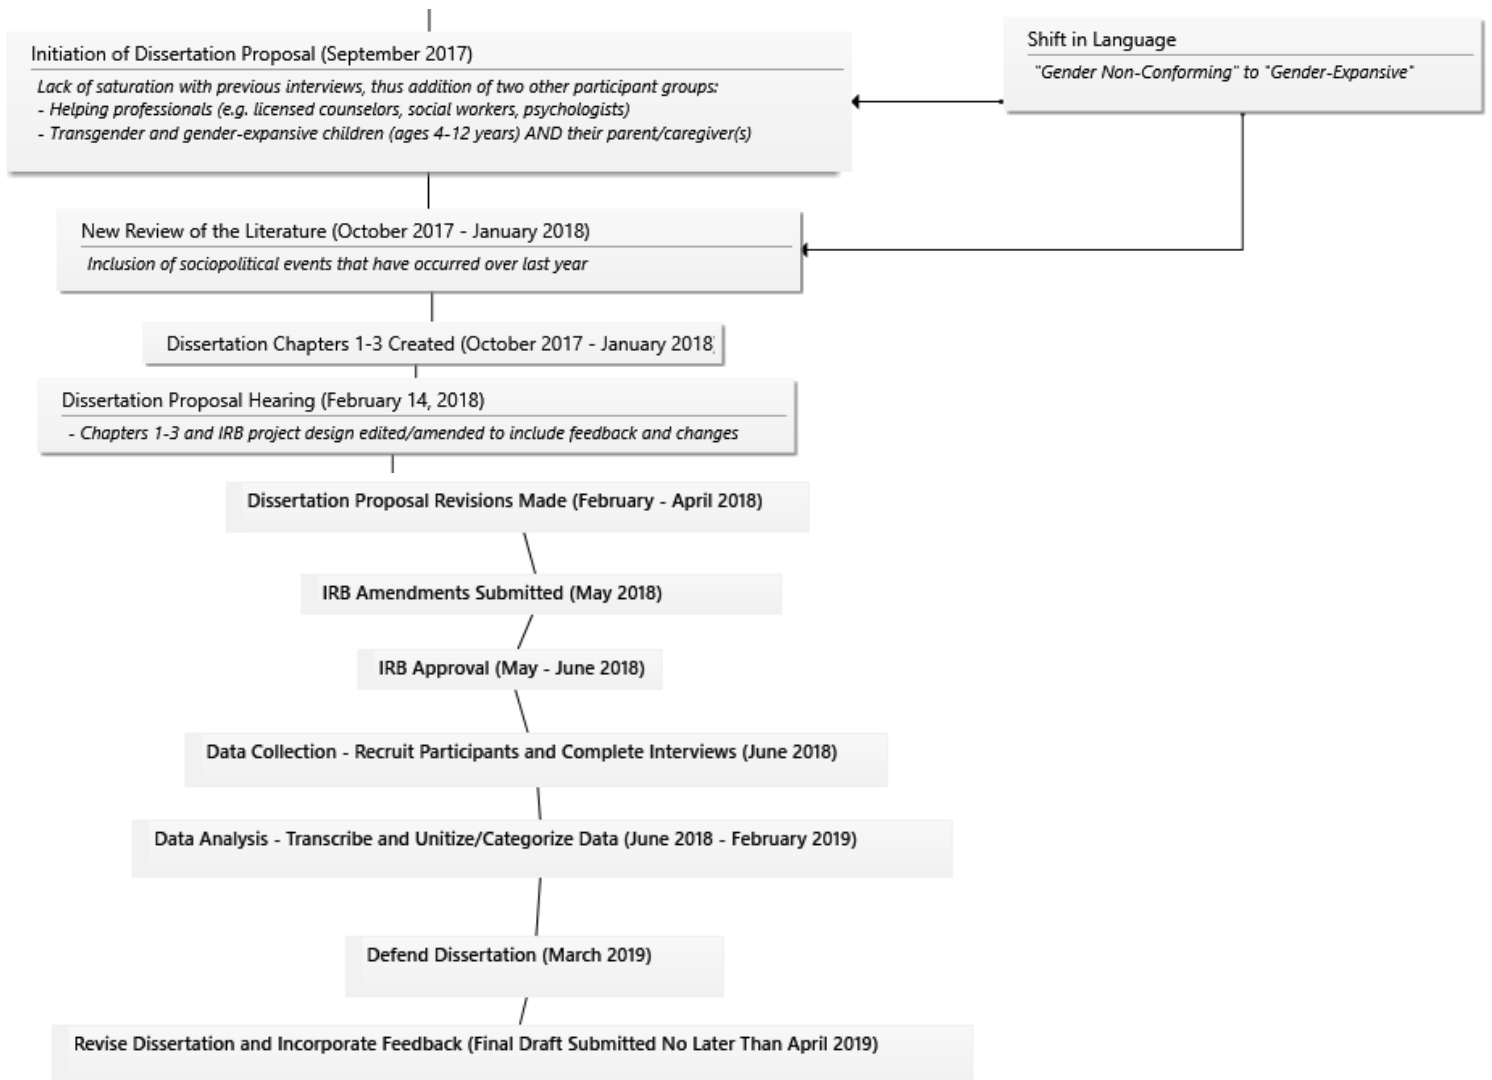 Initiation of Dissertation Proposal (September 2017)
Lack of saturation with previous interviews, thus addition of two other participant groups:
- Helping professionals (e.g. licensed counselors, social workers, psychologists)
- Transgender and gender-expansive children (ages 4-12 years) AND their parent/caregiver(s)
Shift in Language
"Gender Non-Conforming" to "Gender-Expansive"
New Review of the Literature (October 2017 - January 2018)
Inclusion of sociopolitical events that have occurred over last year
Dissertation Chapters 1-3 Created (October 2017 - January 2018)
Dissertation Proposal Hearing (February 14, 2018)
- Chapters 1-3 and IRB project design edited/amended to include feedback and changes
Dissertation Proposal Revisions Made (February - April 2018)
IRB Amendments Submitted (May 2018)
IRB Approval (May - June 2018)
Data Collection - Recruit Participants and Complete Interviews (June 2018)
Data Analysis - Transcribe and Unitize/Categorize Data (June 2018 - February 2019)
Defend Dissertation (March 2019)
Revise Dissertation and Incorporate Feedback (Final Draft Submitted No Later Than April 2019)